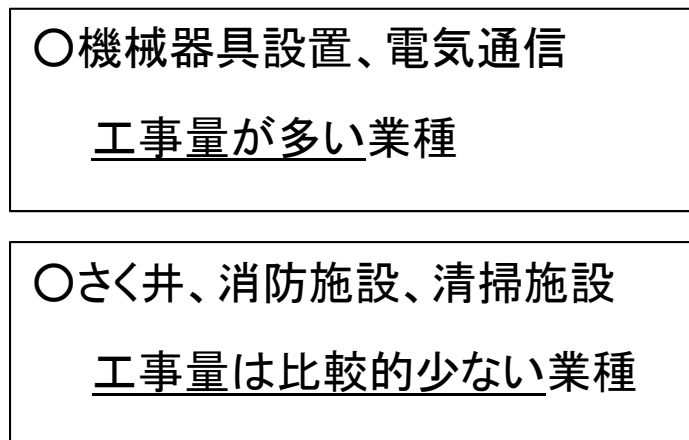 ○機械器具設置、電気通信
工事量が多い業種
○さく井、消防施設、清掃施設
工事量は比較的少ない業種